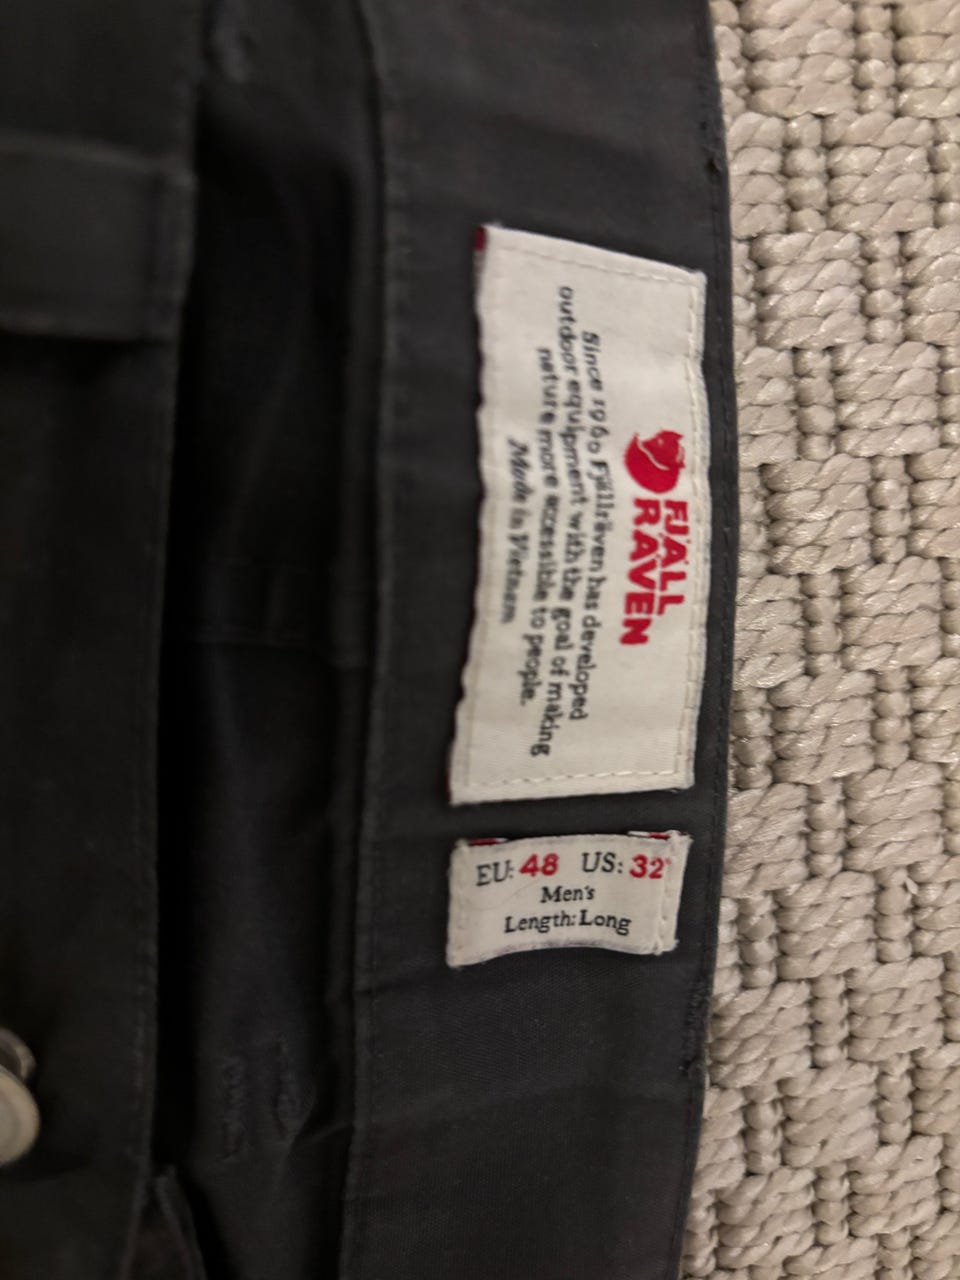 FJÄLL
RÄVEN
Since 1960 Fjällräven has developed
outdoor equipment with the goal of making
nature more accessible to people.
Made in Vietnam
EU: 48 US: 32"
Men's
Length: Long